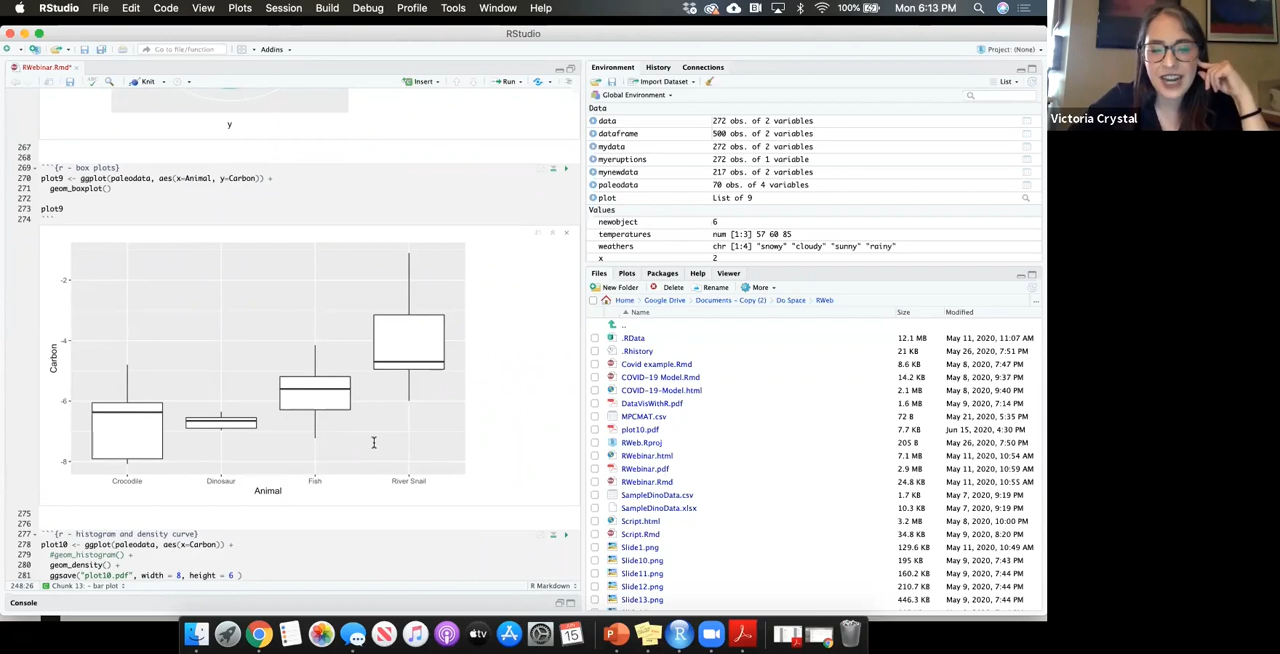 RStudio File Edit Code View Plots Session Build Debug Profile Tools Window Help 100% Mon 6:13 PM
RStudio
Go to file/function Addins Project: (None)
RWebinar.Rmd*
Knit Insert Run
y
267
268
269 ```{r - box plots}
270 plot9 <- ggplot(paleodata, aes(x=Animal, y=Carbon)) +
271 geom_boxplot()
272
273 plot9
274 ```
Carbon
-2
-4
-6
-8
Crocodile Dinosaur Fish River Snail
Animal
275
276
277 ```{r - histogram and density curve}
278 plot10 <- ggplot(paleodata, aes(x=Carbon)) +
279 #geom_histogram() +
280 geom_density() +
281 ggsave("plot10.pdf", width = 8, height = 6 )
248:26 Chunk 13: - bar plot R Markdown
Console
Environment History Connections
Import Dataset List
Global Environment
Data
data 272 obs. of 2 variables
dataframe 500 obs. of 2 variables
mydata 272 obs. of 2 variables
myeruptions 272 obs. of 1 variable
mynewdata 217 obs. of 2 variables
paleodata 70 obs. of 4 variables
plot List of 9
Values
newobject 6
temperatures num [1:3] 57 60 85
weathers chr [1:4] "snowy" "cloudy" "sunny" "rainy"
x 2
Files Plots Packages Help Viewer
New Folder Delete Rename More
Home Google Drive Documents - Copy (2) Do Space RWeb ...
Name Size Modified
..
.RData 12.1 MB May 11, 2020, 11:07 AM
.Rhistory 21 KB May 26, 2020, 7:51 PM
Covid example.Rmd 8.6 KB May 8, 2020, 7:47 PM
COVID-19 Model.Rmd 14.2 KB May 8, 2020, 9:37 PM
COVID-19-Model.html 2.1 MB May 8, 2020, 9:40 PM
DataVisWithR.pdf 1.6 MB May 9, 2020, 7:14 PM
MPCMAT.csv 72 B May 21, 2020, 5:35 PM
plot10.pdf 7.7 KB Jun 15, 2020, 4:30 PM
RWeb.Rproj 205 B May 26, 2020, 7:50 PM
RWebinar.html 2.1 MB May 11, 2020, 10:54 AM
RWebinar.pdf 2.9 MB May 11, 2020, 10:59 AM
RWebinar.Rmd 24.8 KB May 11, 2020, 10:55 AM
SampleDinoData.csv 1.7 KB May 7, 2020, 9:19 PM
SampleDinoData.xlsx 10.3 KB May 7, 2020, 9:19 PM
Script.html 3.2 MB May 8, 2020, 10:00 PM
Script.Rmd 34.8 KB May 9, 2020, 8:20 PM
Slide1.png 129.6 KB May 11, 2020, 10:49 AM
Slide10.png 195 KB May 9, 2020, 7:43 PM
Slide11.png 160.2 KB May 9, 2020, 7:44 PM
Slide12.png 210.7 KB May 9, 2020, 7:44 PM
Slide13.png 446.3 KB May 9, 2020, 7:44 PM
Victoria Crystal
tv
15